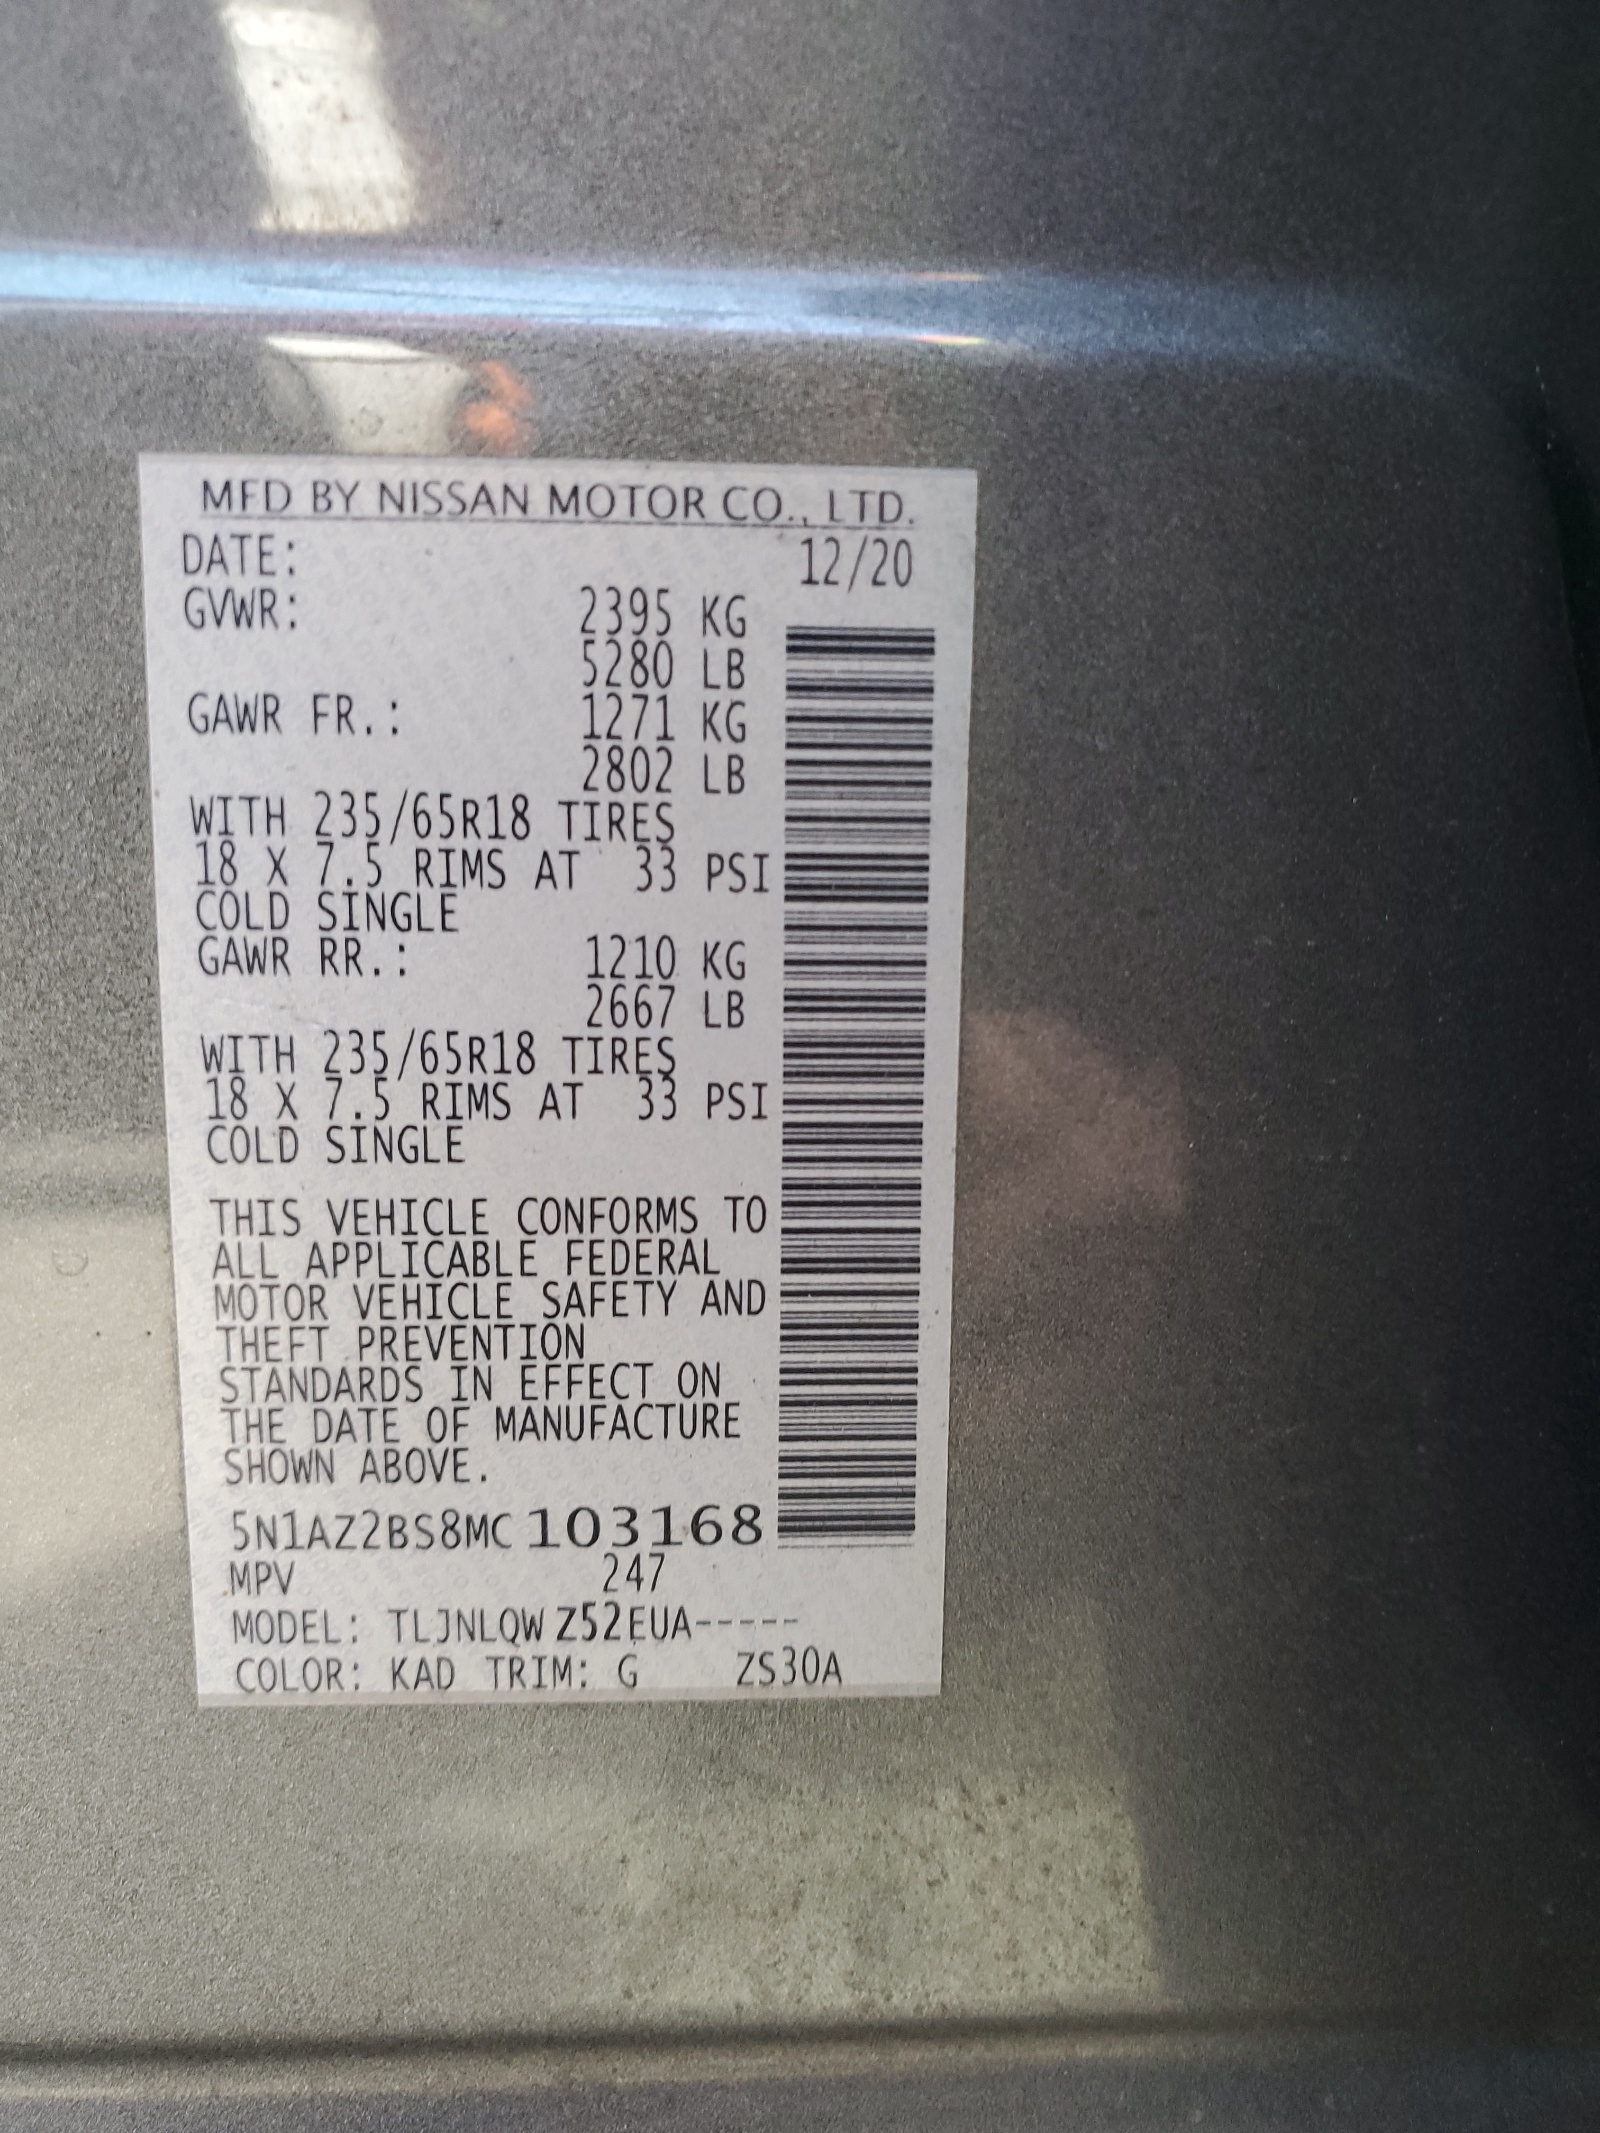 MFD BY NISSAN MOTOR CO., LTD.
DATE: 12/20
GVWR: 2395 KG
5280 LB
GAWR FR.: 1271 KG
2802 LB
WITH 235/65R18 TIRES
18 X 7.5 RIMS AT 33 PSI
COLD SINGLE
GAWR RR.: 1210 KG
2667 LB
WITH 235/65R18 TIRES
18 X 7.5 RIMS AT 33 PSI
COLD SINGLE
THIS VEHICLE CONFORMS TO
ALL APPLICABLE FEDERAL
MOTOR VEHICLE SAFETY AND
THEFT PREVENTION
STANDARDS IN EFFECT ON
THE DATE OF MANUFACTURE
SHOWN ABOVE.
5N1AZ2BS8MC103168
MPV 247
MODEL: TLJNLQWZ52EUA-----
COLOR: KAD TRIM: G ZS30A